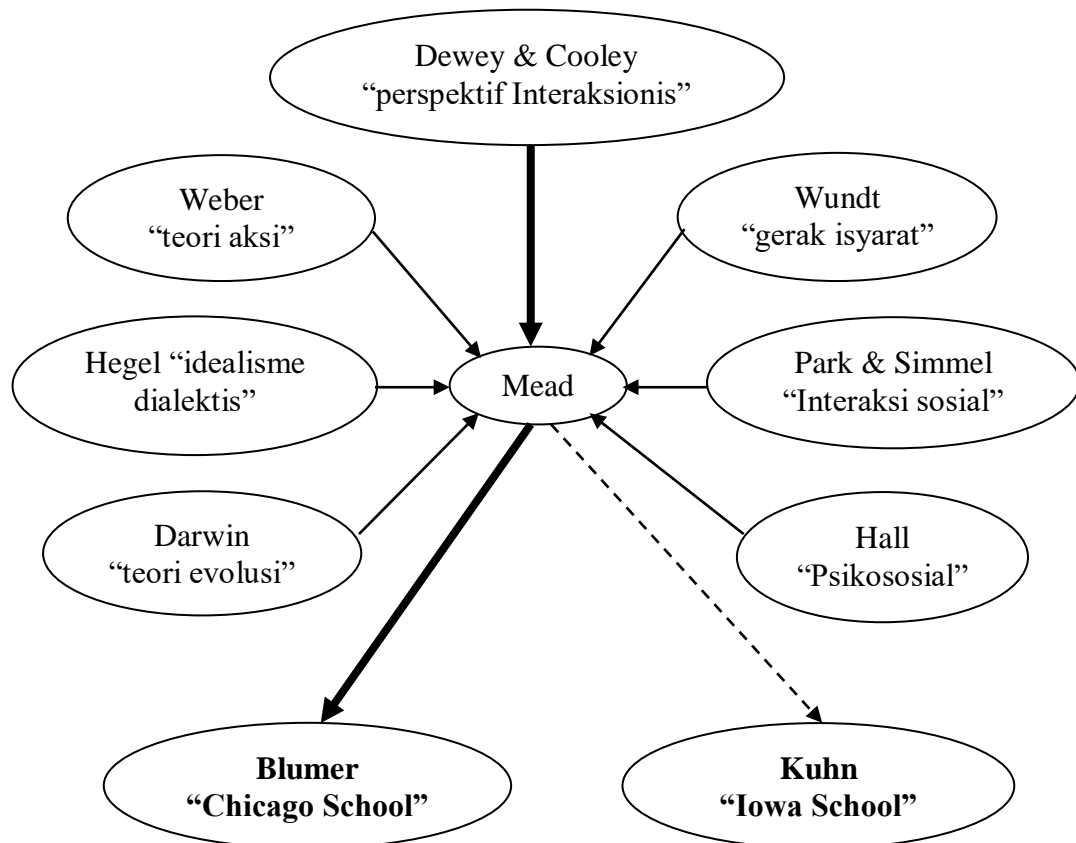 Dewey & Cooley
“perspektif Interaksionis”
Weber
“teori aksi”
Wundt
“gerak isyarat”
Hegel “idealisme
dialektis”
Mead
Park & Simmel
“Interaksi sosial”
Darwin
“teori evolusi”
Hall
“Psikososial”
Blumer
“Chicago School”
Kuhn
“Iowa School”